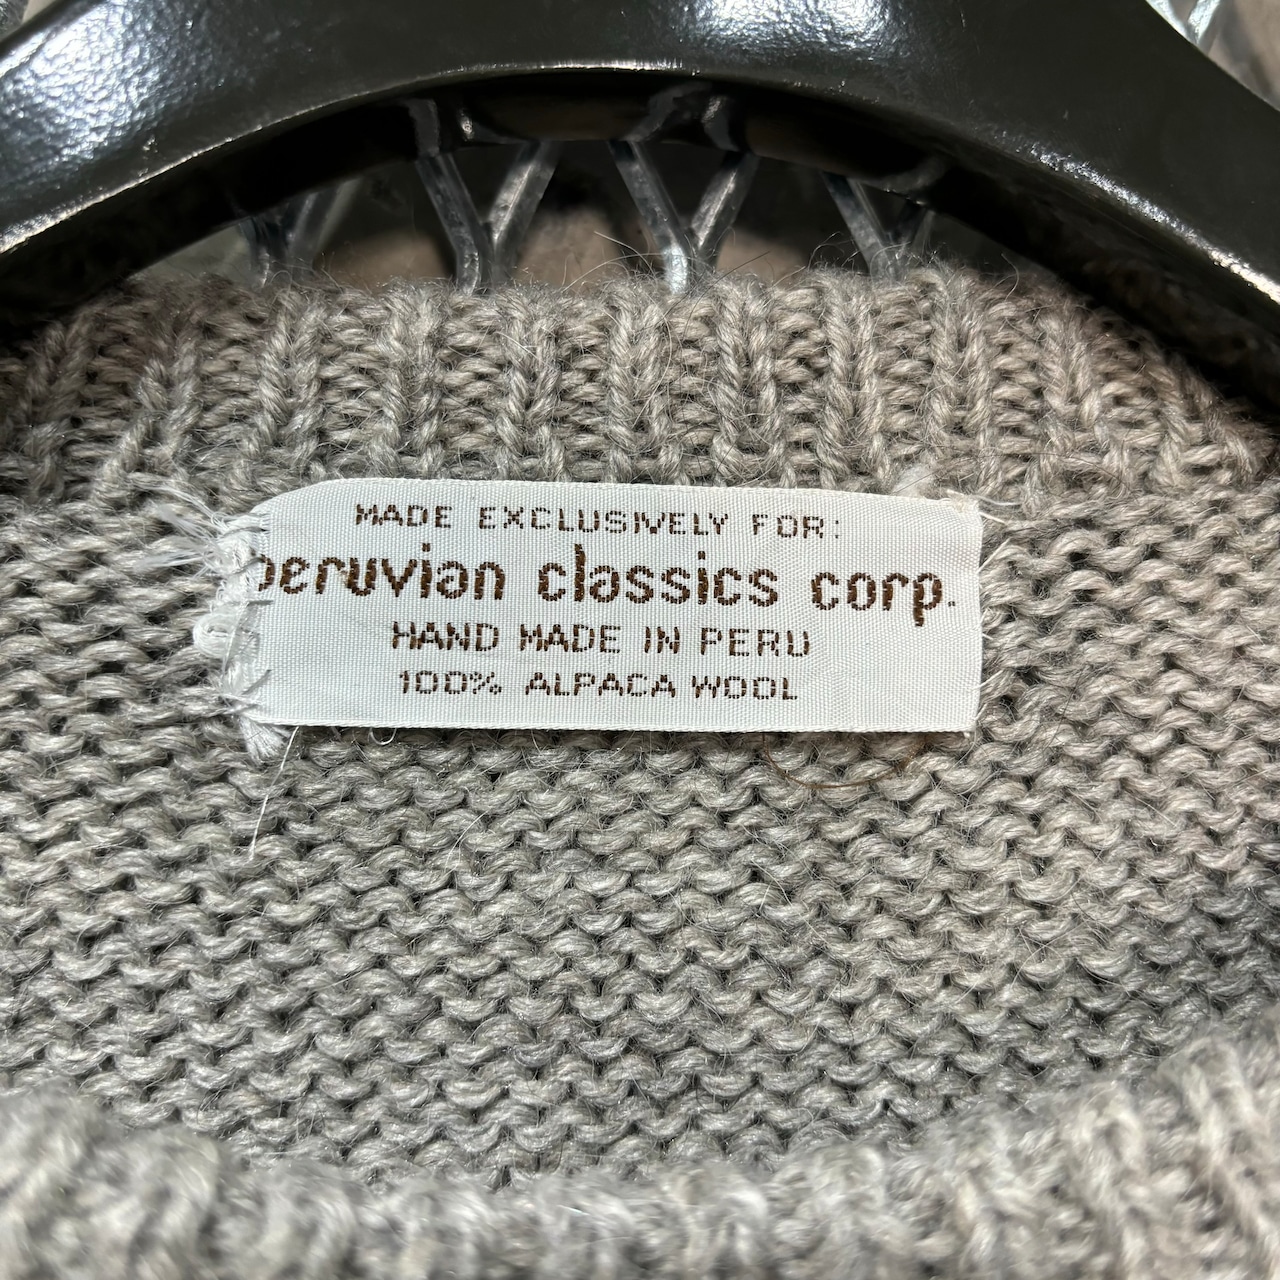 MADE EXCLUSIVELY FOR:
peruvian classics corp.
HAND MADE IN PERU
100% ALPACA WOOL